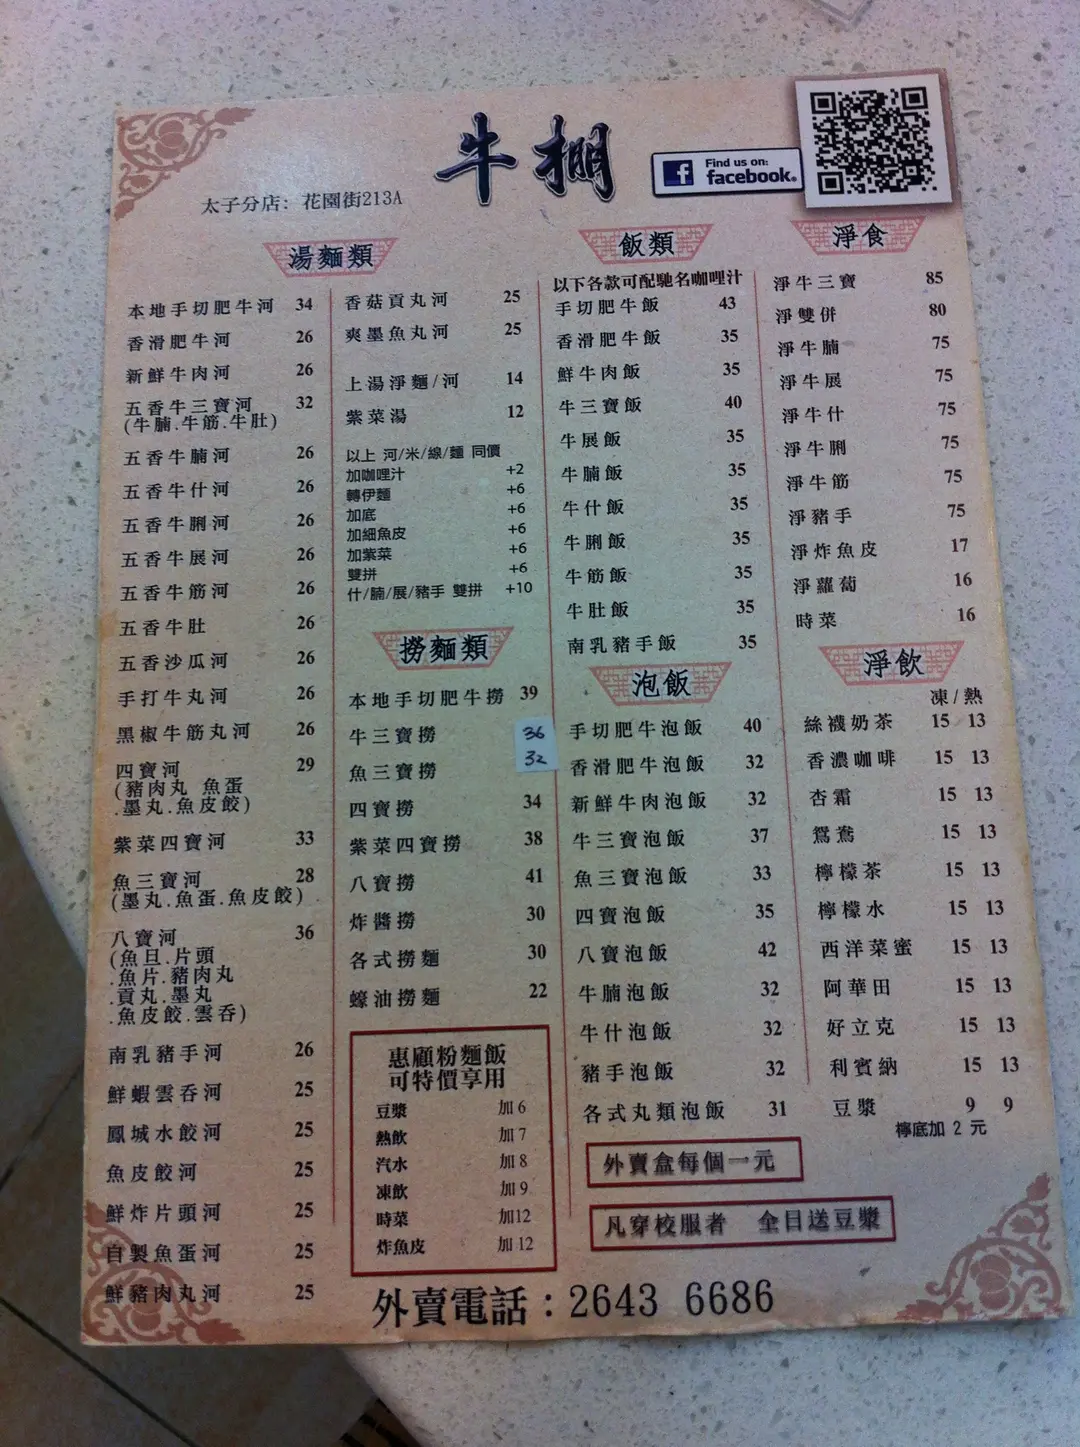 牛棚
Find us on:
facebook
太子分店: 花園街213A
湯麵類
本地手切肥牛河 34
香滑肥牛河 26
新鮮牛肉河 26
五香牛三寶河 32
(牛腩.牛筋.牛肚)
五香牛腩河 26
五香牛什河 26
五香牛脷河 26
五香牛展河 26
五香牛筋河 26
五香牛肚 26
五香沙瓜河 26
手打牛丸河 26
黑椒牛筋丸河 26
四寶河 29
(豬肉丸 魚蛋
.墨丸.魚皮餃)
紫菜四寶河 33
魚三寶河 28
(墨丸.魚蛋.魚皮餃)
八寶河 36
(魚旦.片頭
.魚片.豬肉丸
.貢丸.墨丸
.魚皮餃.雲吞)
南乳豬手河 26
鮮蝦雲吞河 25
鳳城水餃河 25
魚皮餃河 25
鮮炸片頭河 25
自製魚蛋河 25
鮮豬肉丸河 25
香菇貢丸河 25
爽墨魚丸河 25
上湯淨麵/河 14
紫菜湯 12
以上 河/米/線/麵 同價
加咖哩汁 +2
轉伊麵 +6
加底 +6
加細魚皮 +6
加紫菜 +6
雙拼 +6
什/腩/展/豬手 雙拼 +10
撈麵類
本地手切肥牛撈 39
牛三寶撈 36
魚三寶撈 32
四寶撈 34
紫菜四寶撈 38
八寶撈 41
炸醬撈 30
各式撈麵 30
蠔油撈麵 22
惠顧粉麵飯
可特價享用
豆漿 加 6
熱飲 加 7
汽水 加 8
凍飲 加 9
時菜 加12
炸魚皮 加 12
飯類
以下各款可配馳名咖哩汁
手切肥牛飯 43
香滑肥牛飯 35
鮮牛肉飯 35
牛三寶飯 40
牛展飯 35
牛腩飯 35
牛什飯 35
牛脷飯 35
牛筋飯 35
牛肚飯 35
南乳豬手飯 35
泡飯
手切肥牛泡飯 40
香滑肥牛泡飯 32
新鮮牛肉泡飯 32
牛三寶泡飯 37
魚三寶泡飯 33
四寶泡飯 35
八寶泡飯 42
牛腩泡飯 32
牛什泡飯 32
豬手泡飯 32
各式丸類泡飯 31
外賣盒每個一元
凡穿校服者 全日送豆漿
淨食
淨牛三寶 85
淨雙併 80
淨牛腩 75
淨牛展 75
淨牛什 75
淨牛脷 75
淨牛筋 75
淨豬手 75
淨炸魚皮 17
淨蘿蔔 16
時菜 16
淨飲
凍/熱
絲襪奶茶 15 13
香濃咖啡 15 13
杏霜 15 13
鴛鴦 15 13
檸檬茶 15 13
檸檬水 15 13
西洋菜蜜 15 13
阿華田 15 13
好立克 15 13
利賓納 15 13
豆漿 9 9
檸底加 2 元
外賣電話：2643 6686